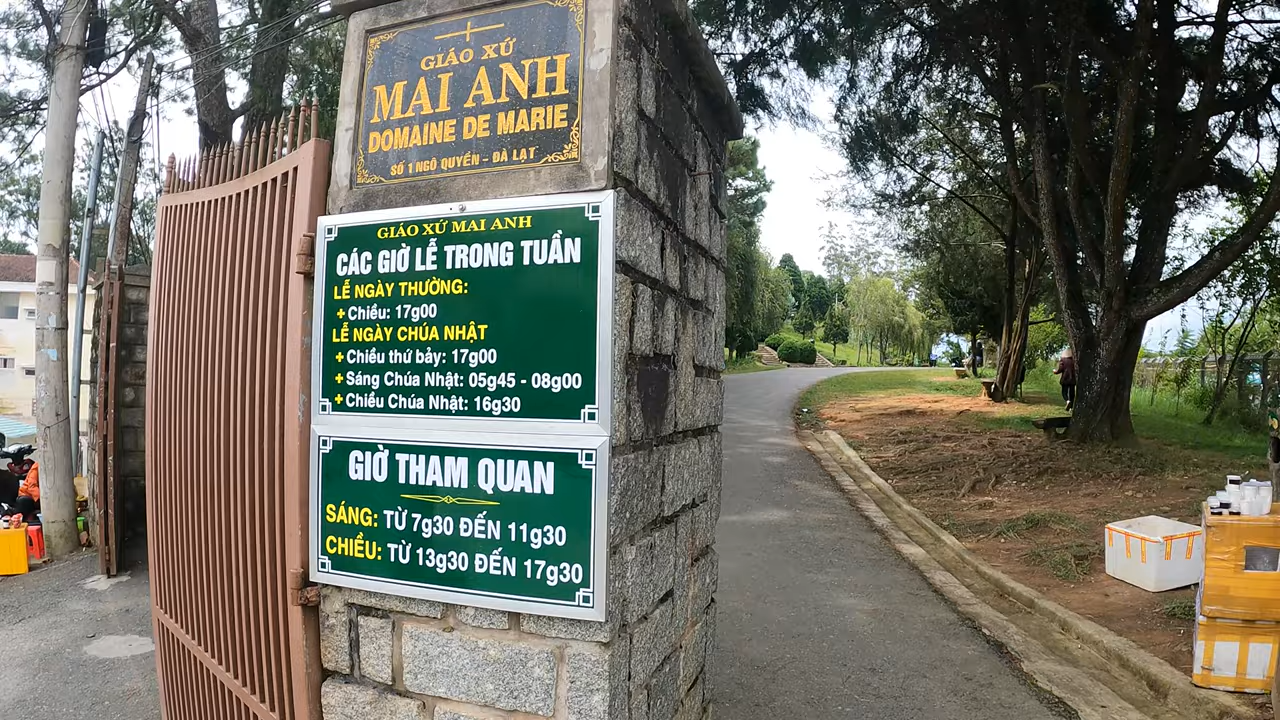 GIÁO XỨ
MAI ANH
DOMAINE DE MARIE
SỐ 1 NGÔ QUYỀN - ĐÀ LẠT
GIÁO XỨ MAI ANH
CÁC GIỜ LỄ TRONG TUẦN
LỄ NGÀY THƯỜNG:
+ Chiều: 17g00
LỄ NGÀY CHÚA NHẬT
+ Chiều thứ bảy: 17g00
+ Sáng Chúa Nhật: 05g45 - 08g00
+ Chiều Chúa Nhật: 16g30
GIỜ THAM QUAN
SÁNG: TỪ 7g30 ĐẾN 11g30
CHIỀU: TỪ 13g30 ĐẾN 17g30